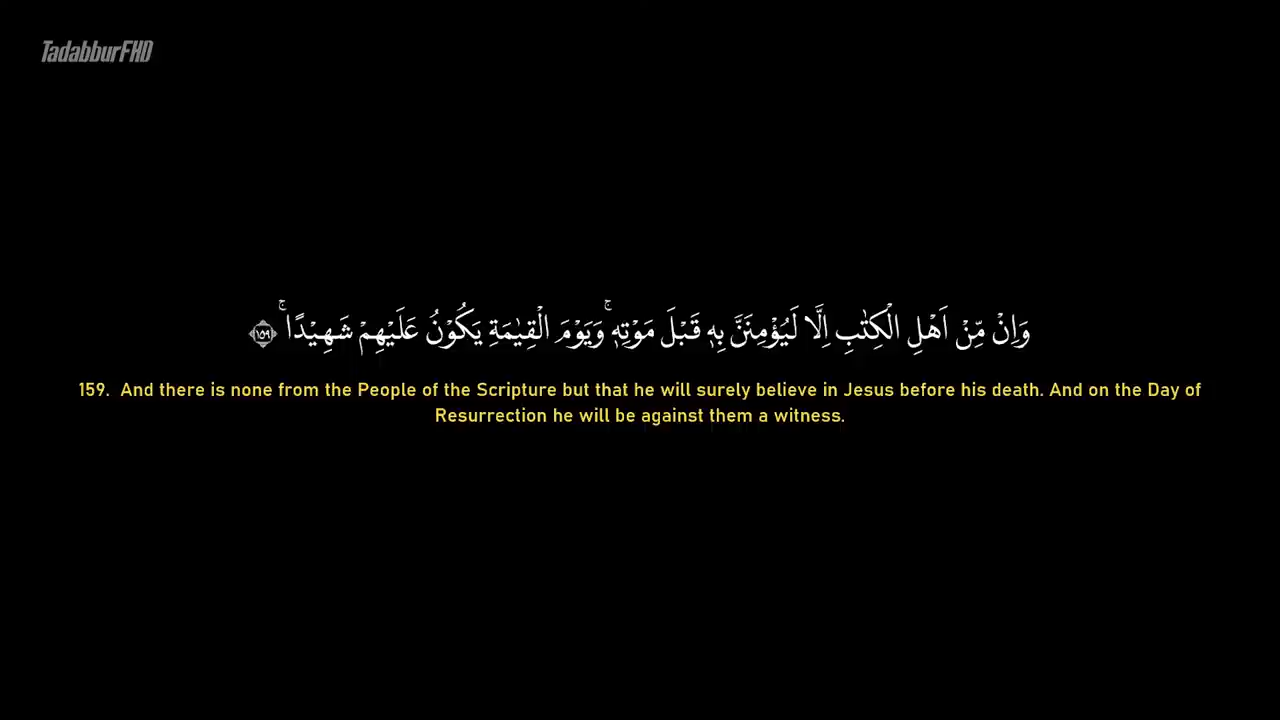 TadabburFHD
وَاِنْ مِّنْ اَهْلِ الْكِتٰبِ اِلَّا لَيُؤْمِنَنَّ بِهٖ قَبْلَ مَوْتِهٖ ۚوَيَوْمَ الْقِيٰمَةِ يَكُوْنُ عَلَيْهِمْ شَهِيْدًا ۚ ١٥٩
159. And there is none from the People of the Scripture but that he will surely believe in Jesus before his death. And on the Day of
Resurrection he will be against them a witness.